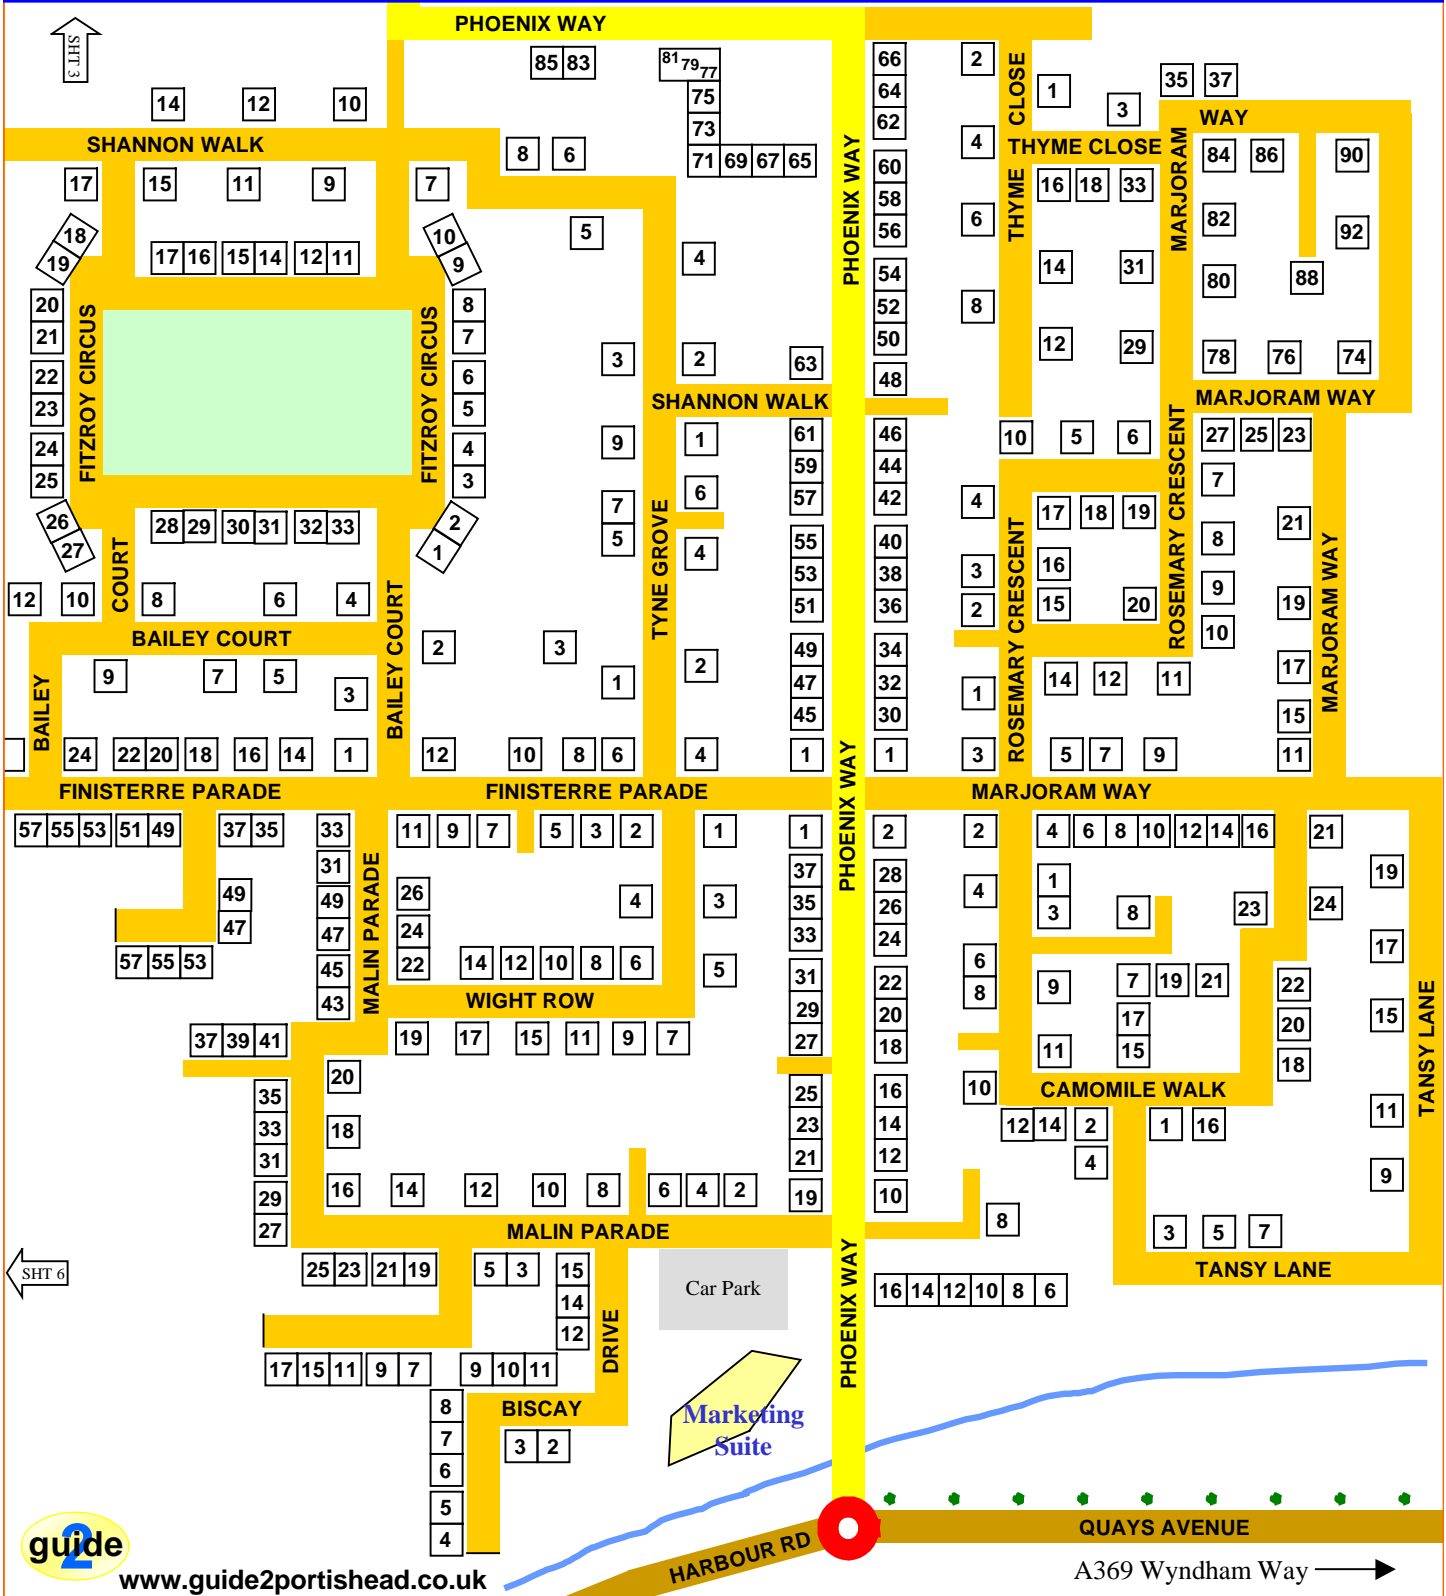 PHOENIX WAY
SHT 3
85 83
81 79 77
75
73
71 69 67 65
14 12 10
SHANNON WALK
8 6
17 15 11 9 7
18
19
17 16 15 14 12 11
10
9
5
4
20
21
22
23
24
25
26
27
FITZROY CIRCUS
FITZROY CIRCUS
8
7
6
5
4
3
2
1
28 29 30 31 32 33
3 2 63
SHANNON WALK
9 1
6
7
5
4
TYNE GROVE
61
59
57
55
53
51
49
47
45
1
12 10 8 6 4
COURT
BAILEY COURT
BAILEY COURT
BAILEY
9 7 5 3
2 3
1 2
24 22 20 18 16 14 1
12 10 8 6 4
PHOENIX WAY
66
64
62
60
58
56
54
52
50
48
46
44
42
40
38
36
34
32
30
1
PHOENIX WAY
2
4
6
8
THYME CLOSE
1
3
35 37
THYME CLOSE
THYME
MARJORAM
WAY
84 86 90
16 18 33
82 92
14 31
80 88
12 29
78 76 74
MARJORAM WAY
10 5 6
27 25 23
ROSEMARY CRESCENT
7
4
17 18 19
8
21
ROSEMARY CRESCENT
3
2
16
15 20
9
10
19
MARJORAM WAY
1
14 12 11
17
15
3 5 7 9 11
FINISTERRE PARADE
FINISTERRE PARADE
MARJORAM WAY
57 55 53 51 49 37 35 33
11 9 7 5 3 2 1 1
31
49
47
49
47
45
43
57 55 53
MALIN PARADE
26
24
22
4 3
14 12 10 8 6 5
WIGHT ROW
37 39 41
19 17 15 11 9 7
PHOENIX WAY
37
35
33
31
29
27
25
23
21
19
2
28
26
24
22
20
18
16
14
12
10
20
18
35
33
31
29
27
16 14 12 10 8 6 4 2
MALIN PARADE
2 4 6 8 10 12 14 16 21
4
1
3
8 23 24
19
6
8
9
7 19 21
17
15
22
20
18
17
15
11
10
11
CAMOMILE WALK
TANSY LANE
12 14 2
4
1 16
9
8
3 5 7
TANSY LANE
SHT 6
25 23 21 19 5 3 15
14
12
DRIVE
Car Park
16 14 12 10 8 6
PHOENIX WAY
17 15 11 9 7 9 10 11
BISCAY
8
7
6
5
4
3 2
Marketing
Suite
QUAYS AVENUE
HARBOUR RD
A369 Wyndham Way
guide
2
www.guide2portishead.co.uk